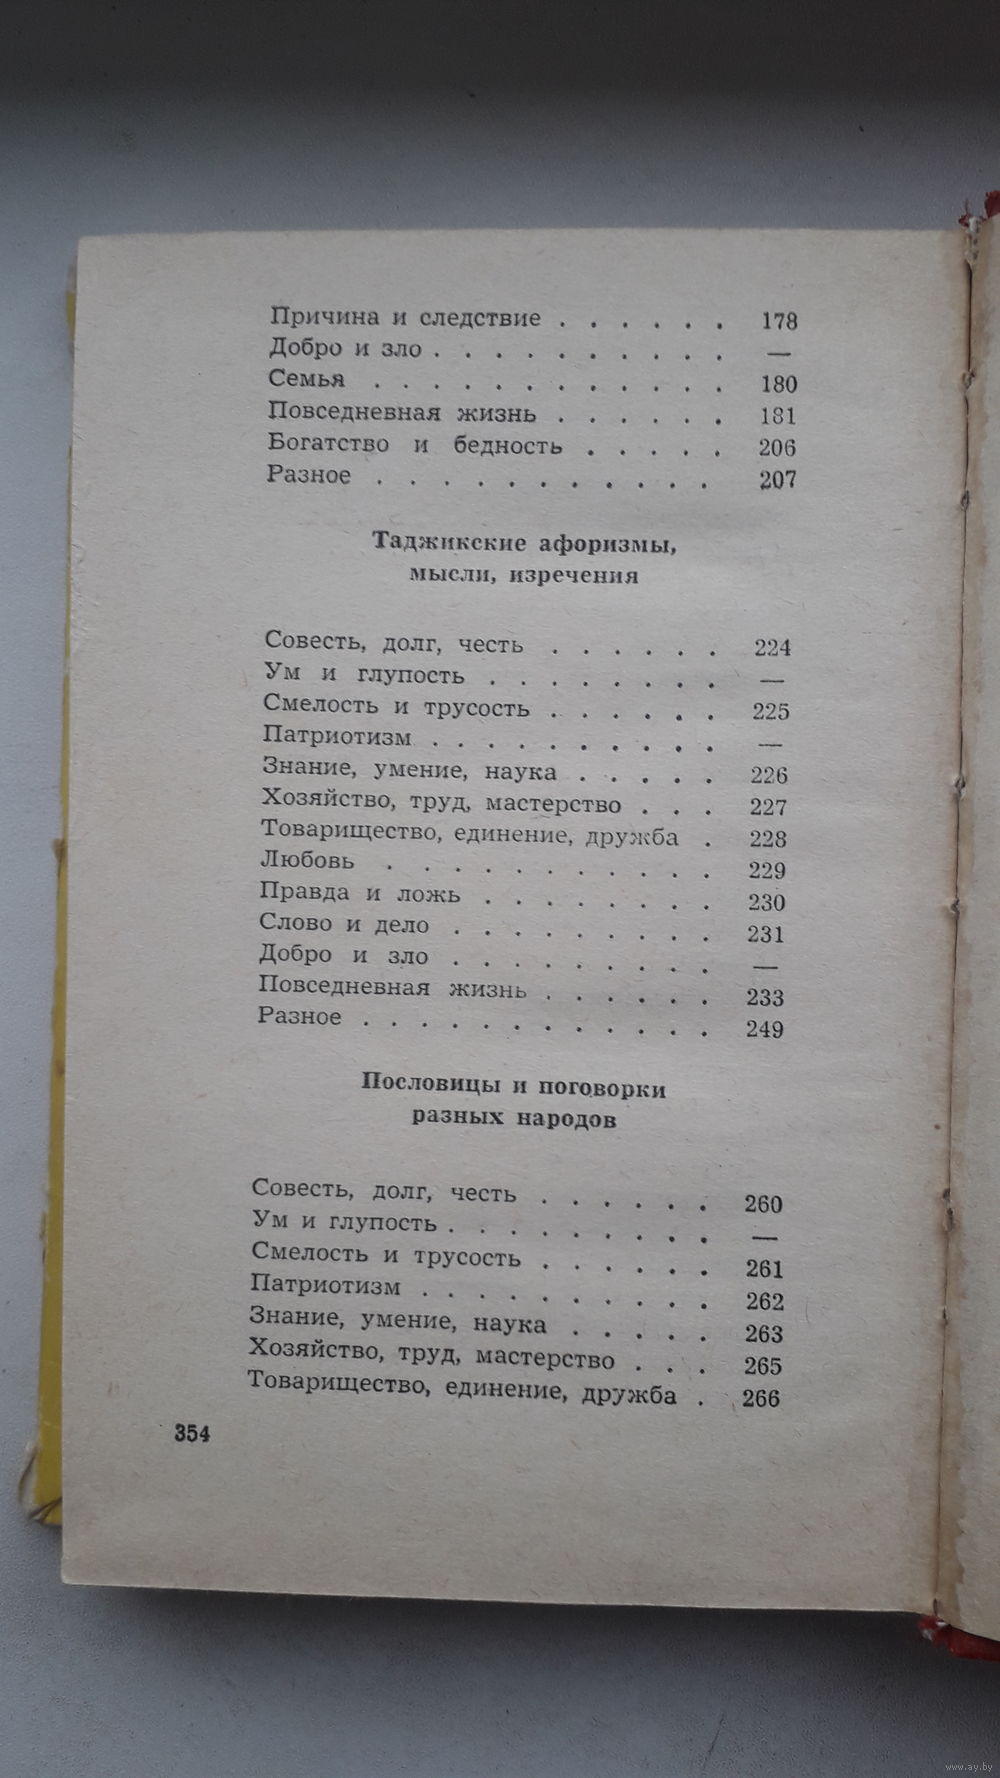 Причина и следствие . . . . . . 178
Добро и зло . . . . . . . . . . —
Семья . . . . . . . . . . . . 180
Повседневная жизнь . . . . . . 181
Богатство и бедность . . . . . 206
Разное . . . . . . . . . . . . 207
Таджикские афоризмы,
мысли, изречения
Совесть, долг, честь . . . . . . 224
Ум и глупость . . . . . . . . —
Смелость и трусость . . . . . . 225
Патриотизм . . . . . . . . . . —
Знание, умение, наука . . . . . 226
Хозяйство, труд, мастерство . . . 227
Товарищество, единение, дружба . 228
Любовь . . . . . . . . . . . 229
Правда и ложь . . . . . . . . 230
Слово и дело . . . . . . . . . 231
Добро и зло . . . . . . . . . —
Повседневная жизнь . . . . . . 233
Разное . . . . . . . . . . . . 249
Пословицы и поговорки
разных народов
Совесть, долг, честь . . . . . . 260
Ум и глупость . . . . . . . . . —
Смелость и трусость . . . . . . 261
Патриотизм . . . . . . . . . . 262
Знание, умение, наука . . . . . 263
Хозяйство, труд, мастерство . . . 265
Товарищество, единение, дружба . 266
354
www.ay.by